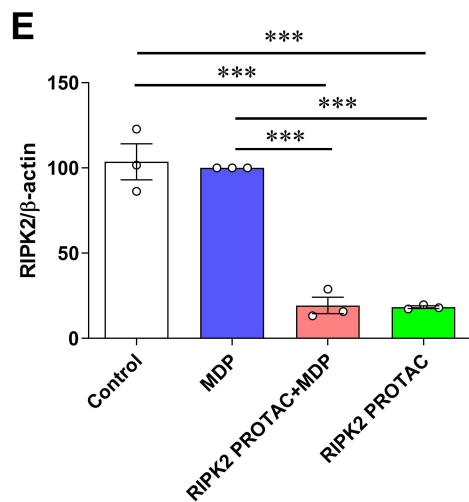 E
***
***
***
***
150
100
50
0
RIPK2/β-actin
Control
MDP
RIPK2 PROTAC+MDP
RIPK2 PROTAC